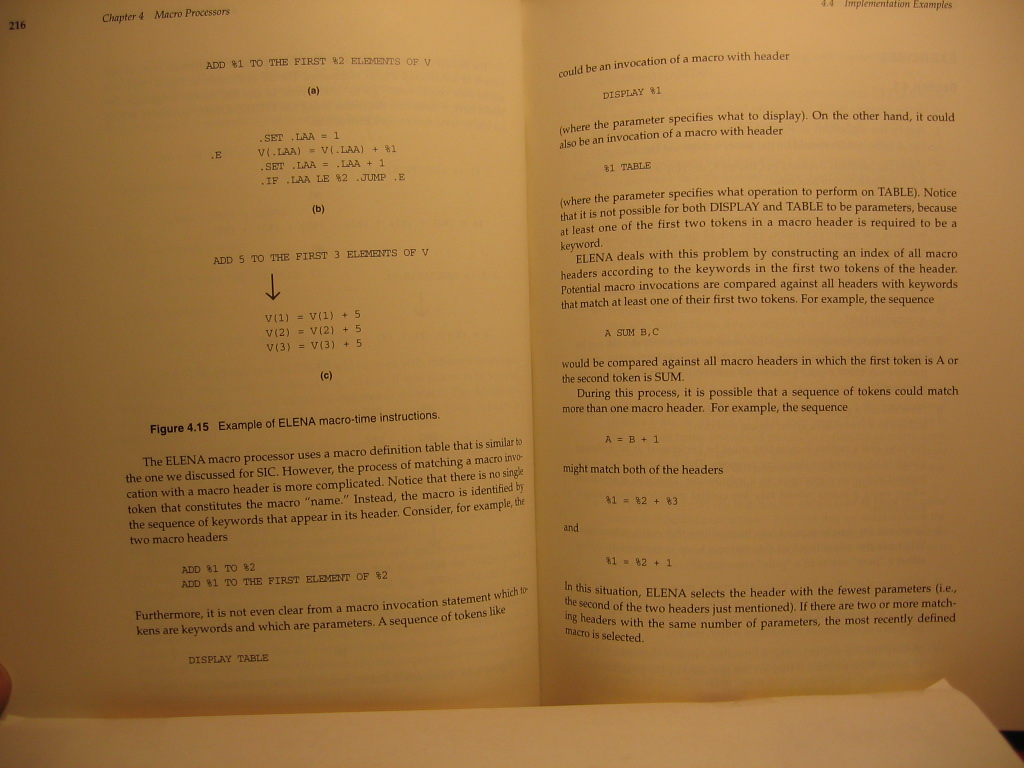 216
Chapter 4 Macro Processors
ADD %1 TO THE FIRST %2 ELEMENTS OF V
(a)
.SET .LAA = 1
.E V(.LAA) = V(.LAA) + %1
.SET .LAA = .LAA + 1
.IF .LAA LE %2 .JUMP .E
(b)
ADD 5 TO THE FIRST 3 ELEMENTS OF V
V(1) = V(1) + 5
V(2) = V(2) + 5
V(3) = V(3) + 5
(c)
Figure 4.15 Example of ELENA macro-time instructions.
The ELENA macro processor uses a macro definition table that is similar to
the one we discussed for SIC. However, the process of matching a macro invo-
cation with a macro header is more complicated. Notice that there is no single
token that constitutes the macro "name." Instead, the macro is identified by
the sequence of keywords that appear in its header. Consider, for example, the
two macro headers
ADD %1 TO %2
ADD %1 TO THE FIRST ELEMENT OF %2
Furthermore, it is not even clear from a macro invocation statement which to-
kens are keywords and which are parameters. A sequence of tokens like
DISPLAY TABLE
4.4 Implementation Examples
could be an invocation of a macro with header
DISPLAY %1
(where the parameter specifies what to display). On the other hand, it could
also be an invocation of a macro with header
%1 TABLE
(where the parameter specifies what operation to perform on TABLE). Notice
that it is not possible for both DISPLAY and TABLE to be parameters, because
at least one of the first two tokens in a macro header is required to be a
keyword.
ELENA deals with this problem by constructing an index of all macro
headers according to the keywords in the first two tokens of the header.
Potential macro invocations are compared against all headers with keywords
that match at least one of their first two tokens. For example, the sequence
A SUM B,C
would be compared against all macro headers in which the first token is A or
the second token is SUM.
During this process, it is possible that a sequence of tokens could match
more than one macro header. For example, the sequence
A = B + 1
might match both of the headers
%1 = %2 + %3
and
%1 = %2 + 1
In this situation, ELENA selects the header with the fewest parameters (i.e.,
the second of the two headers just mentioned). If there are two or more match-
ing headers with the same number of parameters, the most recently defined
macro is selected.